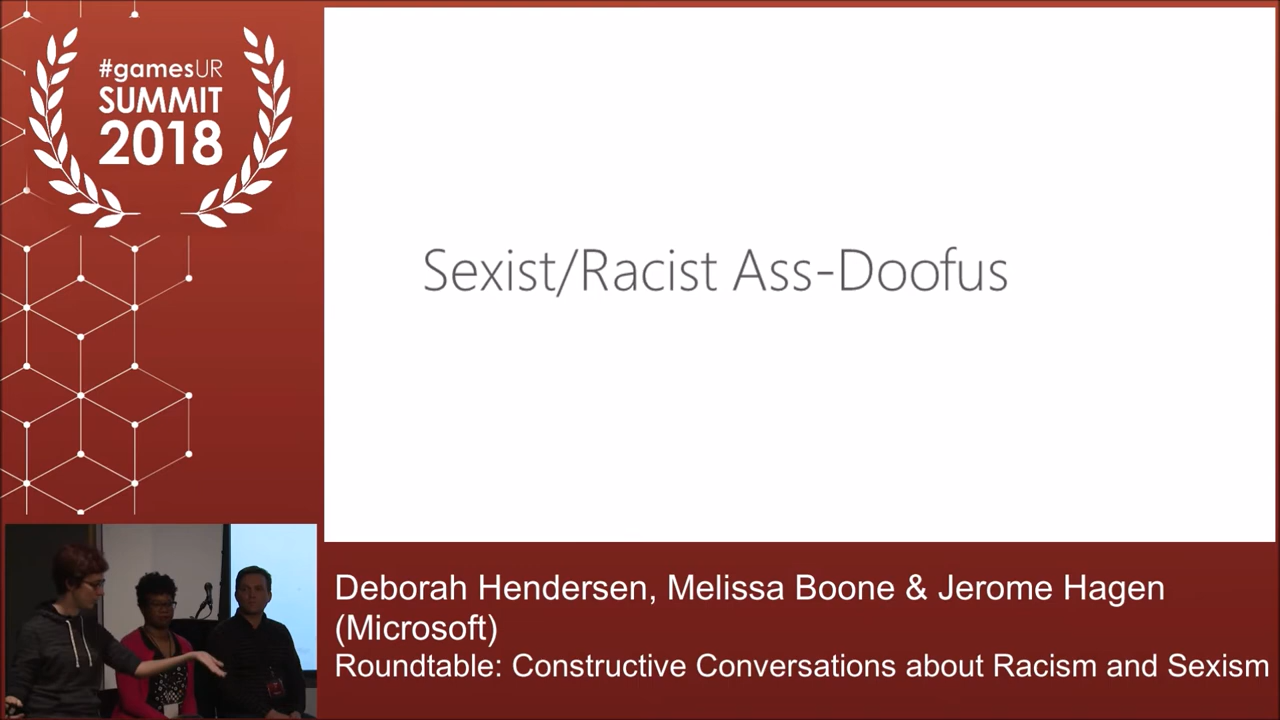 #gamesUR
SUMMIT
2018
Sexist/Racist Ass-Doofus
Deborah Hendersen, Melissa Boone & Jerome Hagen
(Microsoft)
Roundtable: Constructive Conversations about Racism and Sexism